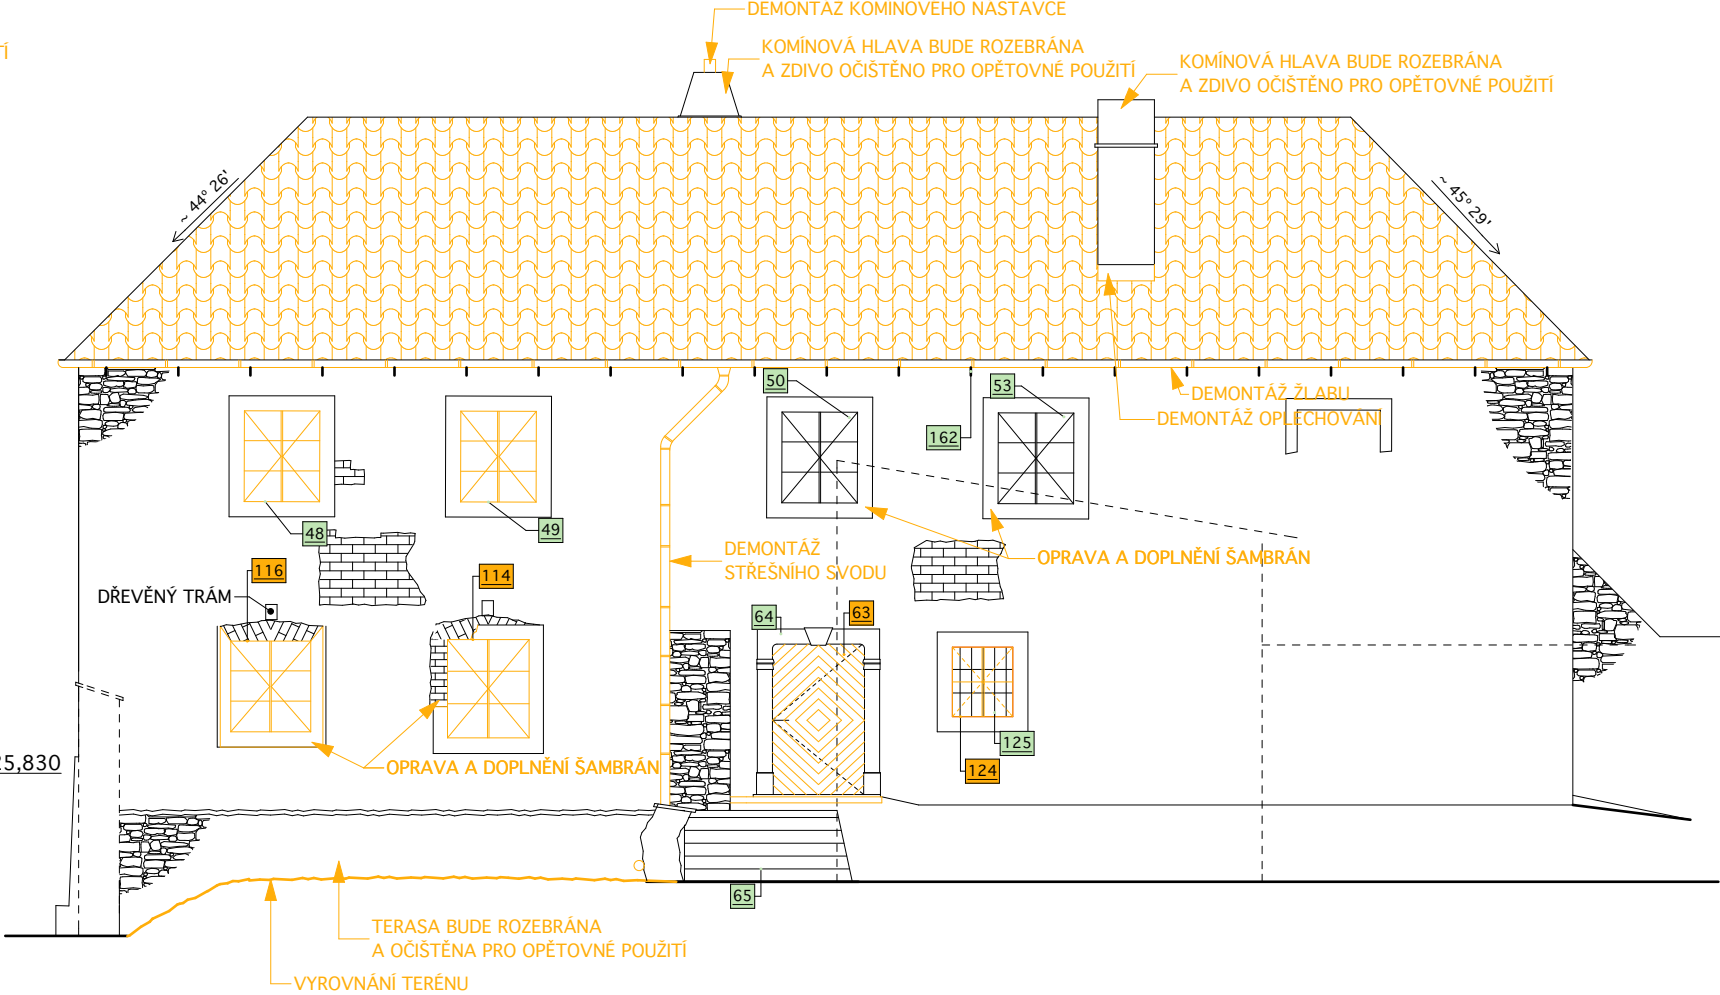 DEMONTÁŽ KOMÍNOVÉHO NÁSTAVCE
KOMÍNOVÁ HLAVA BUDE ROZEBRÁNA
A ZDIVO OČIŠTĚNO PRO OPĚTOVNÉ POUŽITÍ
KOMÍNOVÁ HLAVA BUDE ROZEBRÁNA
A ZDIVO OČIŠTĚNO PRO OPĚTOVNÉ POUŽITÍ
~ 44° 26'
~ 45° 29'
50
53
DEMONTÁŽ ŽLABU
DEMONTÁŽ OPLECHOVÁNÍ
162
48
49
DEMONTÁŽ
STŘEŠNÍHO SVODU
OPRAVA A DOPLNĚNÍ ŠAMBRÁN
116
114
DŘEVĚNÝ TRÁM
64
63
125
124
25,830
OPRAVA A DOPLNĚNÍ ŠAMBRÁN
65
TERASA BUDE ROZEBRÁNA
A OČIŠTĚNA PRO OPĚTOVNÉ POUŽITÍ
VYROVNÁNÍ TERÉNU